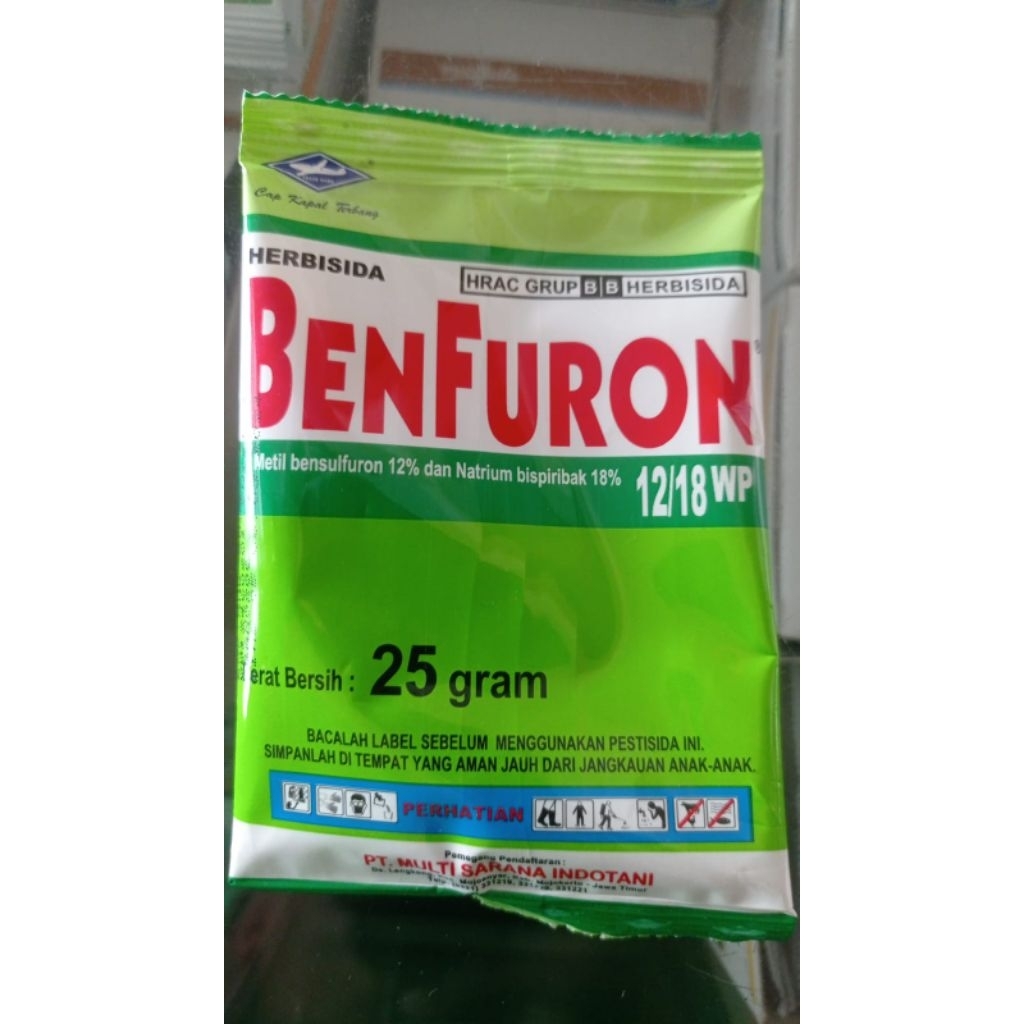 Cap Kapal Terbang
HERBISIDA
HRAC GRUP B B HERBISIDA
BENFURON
Metil bensulfuron 12% dan Natrium bispiribak 18%
12/18 WP
erat Bersih : 25 gram
BACALAH LABEL SEBELUM MENGGUNAKAN PESTISIDA INI.
SIMPANLAH DI TEMPAT YANG AMAN JAUH DARI JANGKAUAN ANAK-ANAK.
PERHATIAN
Pemegang Pendaftaran :
PT. MULTI SARANA INDOTANI
Mojokerto - Jawa Timur